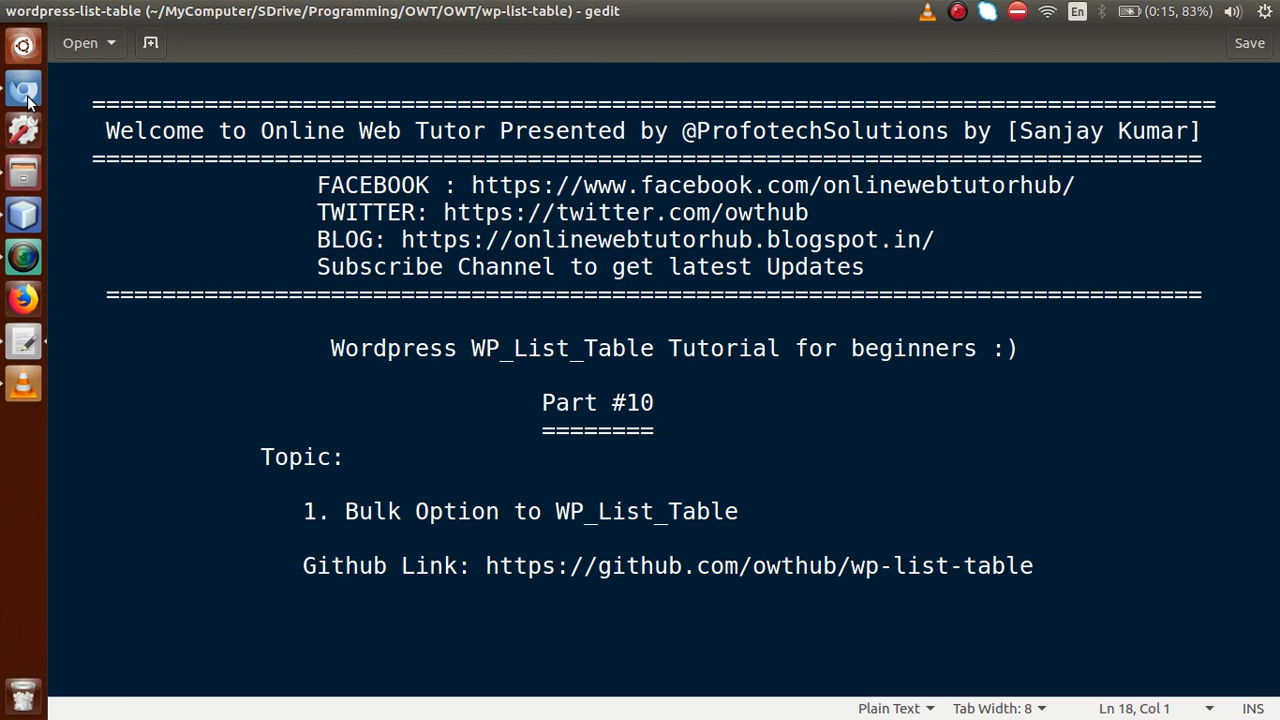 wordpress-list-table (~/MyComputer/SDrive/Programming/OWT/OWT/wp-list-table) - gedit
En
(0:15, 83%)
Open
Save
================================================================================
Welcome to Online Web Tutor Presented by @ProfotechSolutions by [Sanjay Kumar]
===============================================================================
FACEBOOK : https://www.facebook.com/onlinewebtutorhub/
TWITTER: https://twitter.com/owthub
BLOG: https://onlinewebtutorhub.blogspot.in/
Subscribe Channel to get latest Updates
==============================================================================
Wordpress WP_List_Table Tutorial for beginners :)
Part #10
========
Topic:
1. Bulk Option to WP_List_Table
Github Link: https://github.com/owthub/wp-list-table
Plain Text
Tab Width: 8
Ln 18, Col 1
INS